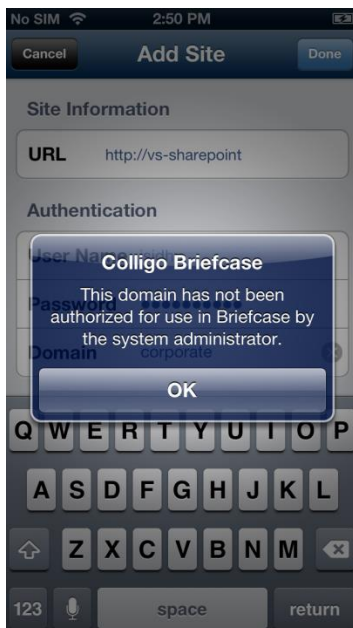 No SIM 2:50 PM
Cancel Add Site Done
Site Information
URL http://vs-sharepoint
Authentication
User Name
Colligo Briefcase
Password
This domain has not been
authorized for use in Briefcase by
the system administrator.
Domain corporate
OK
Q W E R T Y U I O P
A S D F G H J K L
Z X C V B N M
123 space return